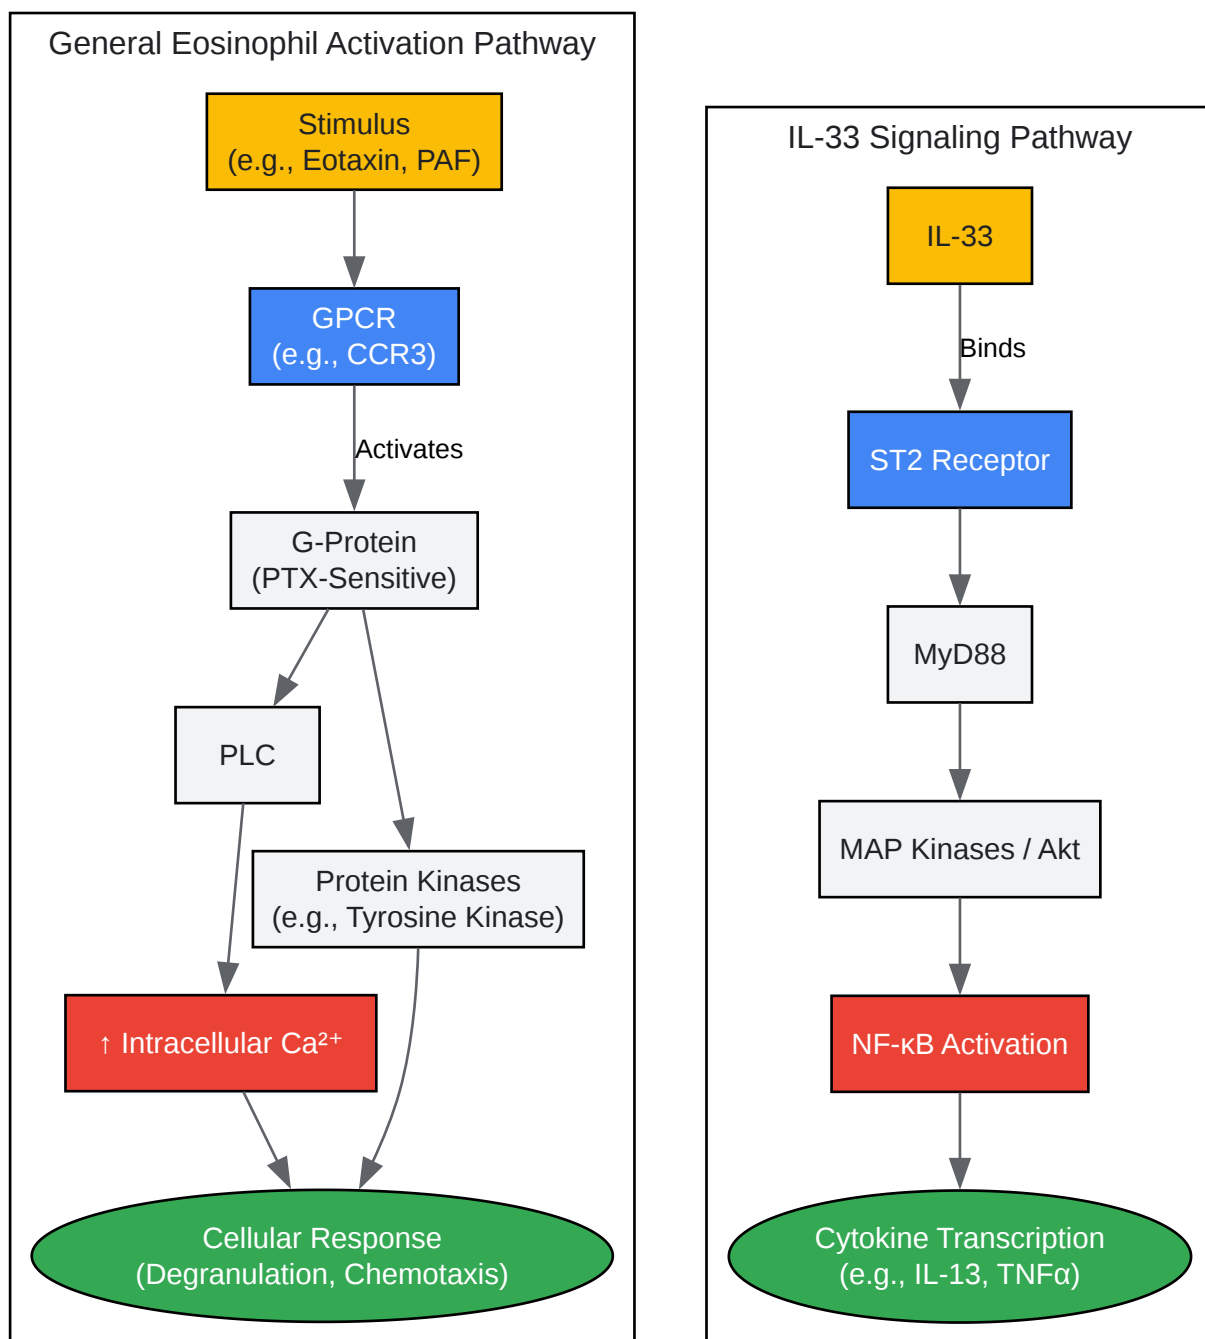 General Eosinophil Activation Pathway
Stimulus
(e.g., Eotaxin, PAF)
GPCR
(e.g., CCR3)
Activates
G-Protein
(PTX-Sensitive)
PLC
Protein Kinases
(e.g., Tyrosine Kinase)
↑ Intracellular Ca²⁺
Cellular Response
(Degranulation, Chemotaxis)
IL-33 Signaling Pathway
IL-33
Binds
ST2 Receptor
MyD88
MAP Kinases / Akt
NF-κB Activation
Cytokine Transcription
(e.g., IL-13, TNFα)